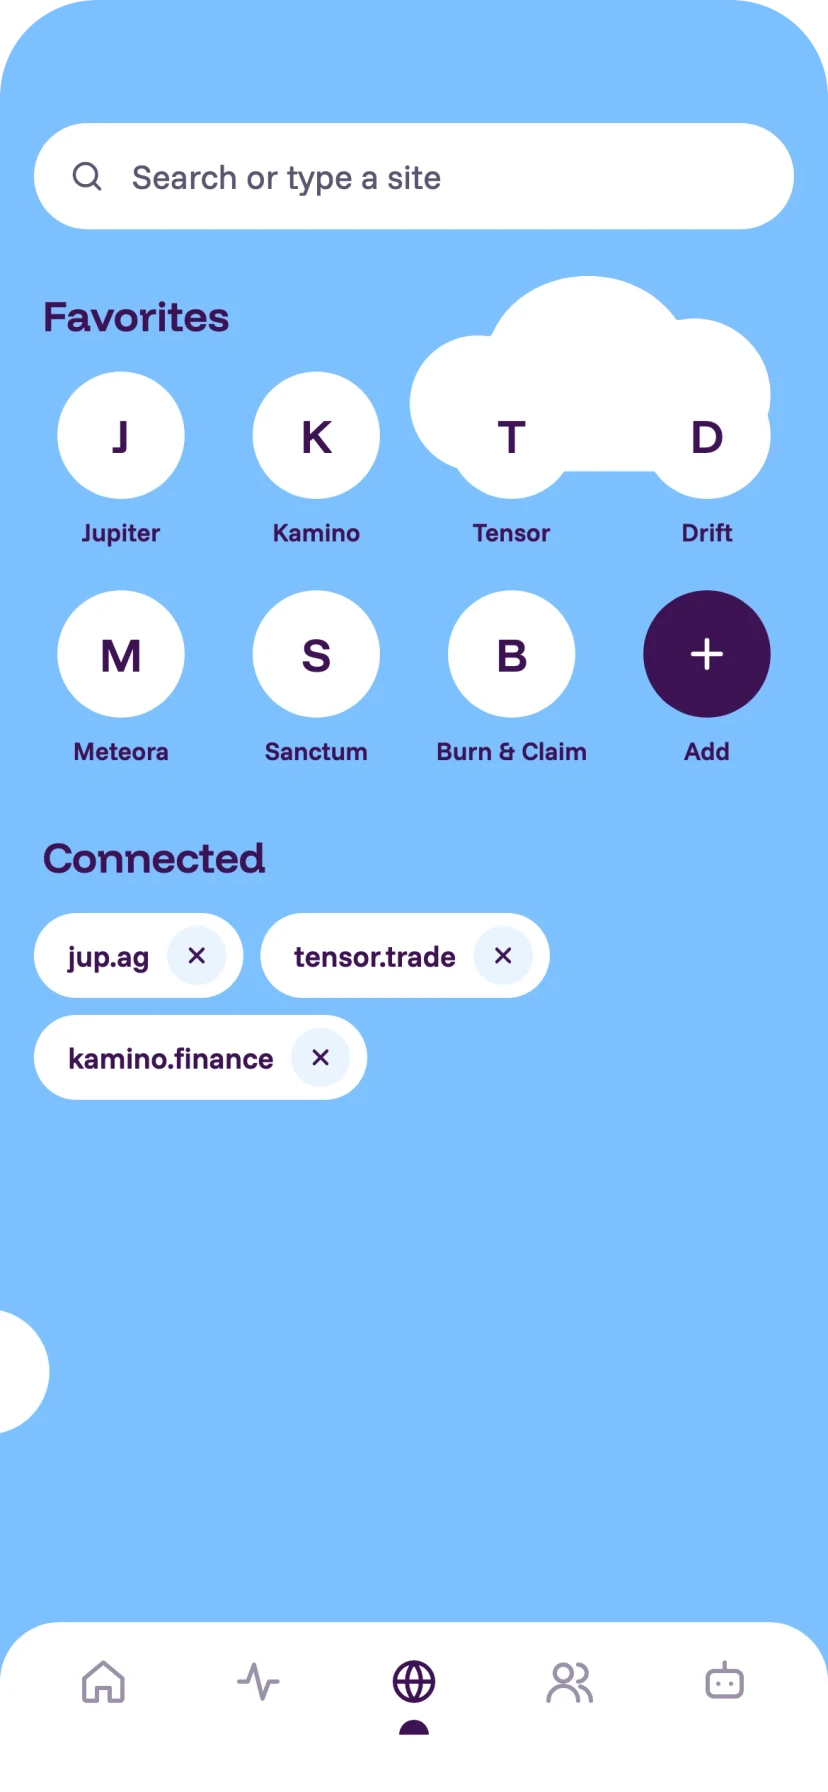 Search or type a site
Favorites
J K T D
Jupiter Kamino Tensor Drift
M S B +
Meteora Sanctum Burn & Claim Add
Connected
jup.ag × tensor.trade ×
kamino.finance ×